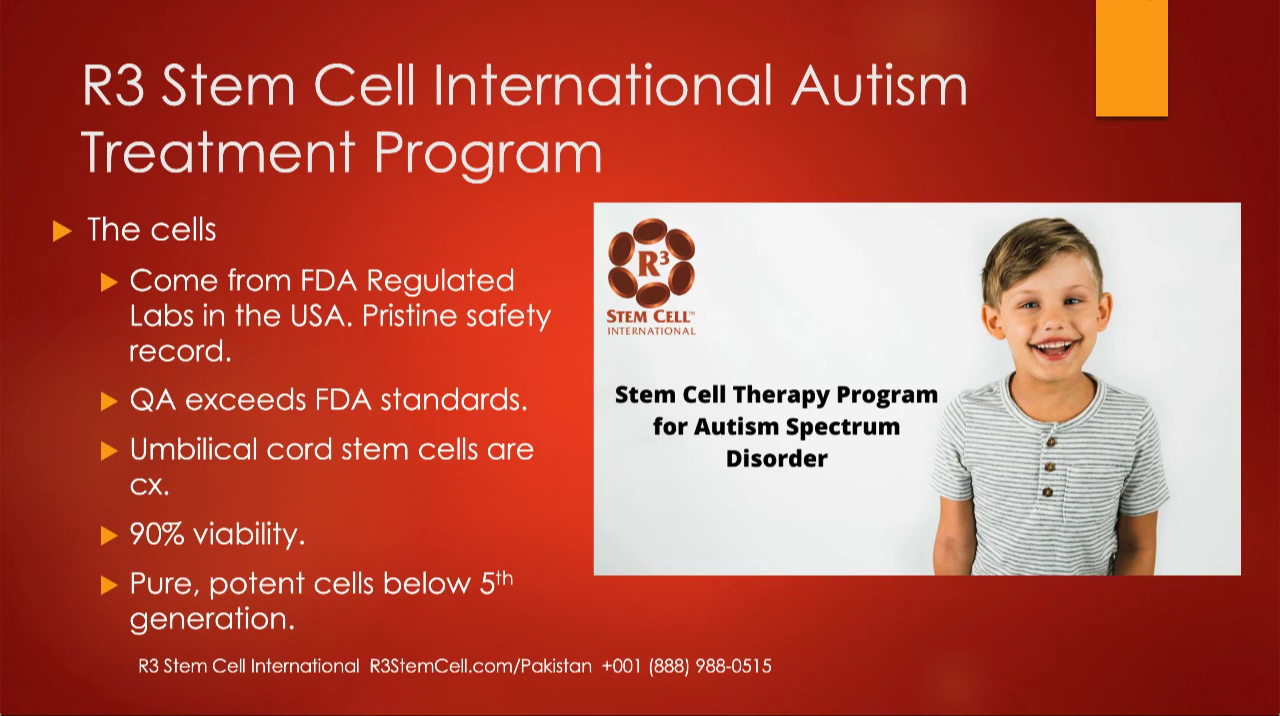 R3 Stem Cell International Autism
Treatment Program
The cells
Come from FDA Regulated
Labs in the USA. Pristine safety
record.
QA exceeds FDA standards.
Umbilical cord stem cells are
cx.
90% viability.
Pure, potent cells below 5th
generation.
R3
STEM CELL™
INTERNATIONAL
Stem Cell Therapy Program
for Autism Spectrum
Disorder
R3 Stem Cell International R3StemCell.com/Pakistan +001 (888) 988-0515